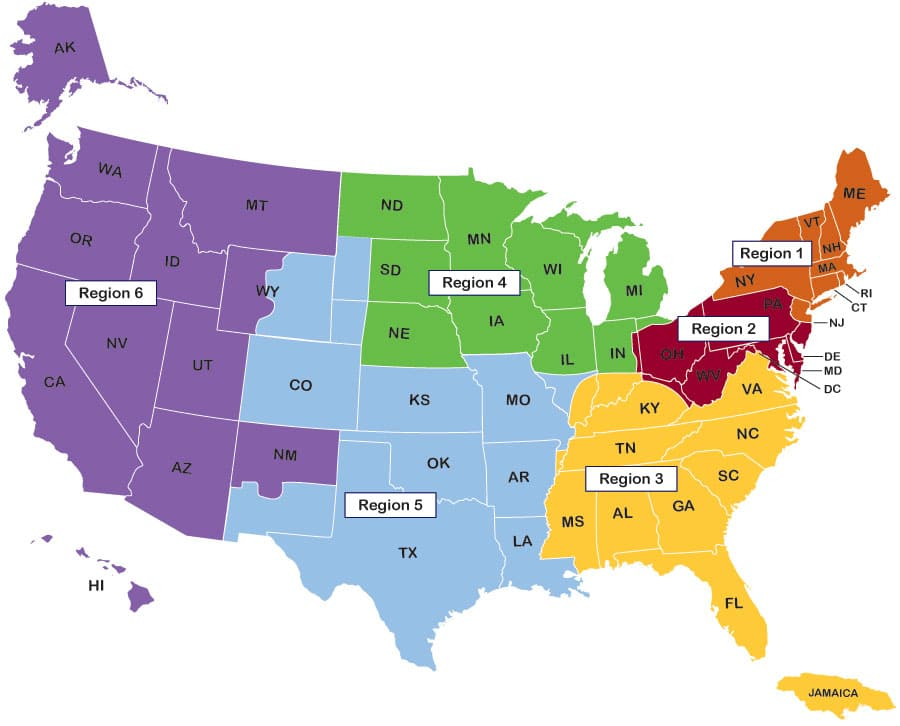 AK
WA
MT
ND
MN
ME
VT
NH
Region 1
MA
NY
RI
CT
OR
ID
WY
SD
WI
MI
Region 6
Region 4
NE
IA
IL
IN
PA
Region 2
NJ
OH
WV
DE
MD
DC
NV
UT
CO
CA
KS
MO
KY
VA
TN
NC
SC
AZ
NM
OK
AR
Region 3
Region 5
MS
AL
GA
TX
LA
HI
FL
JAMAICA